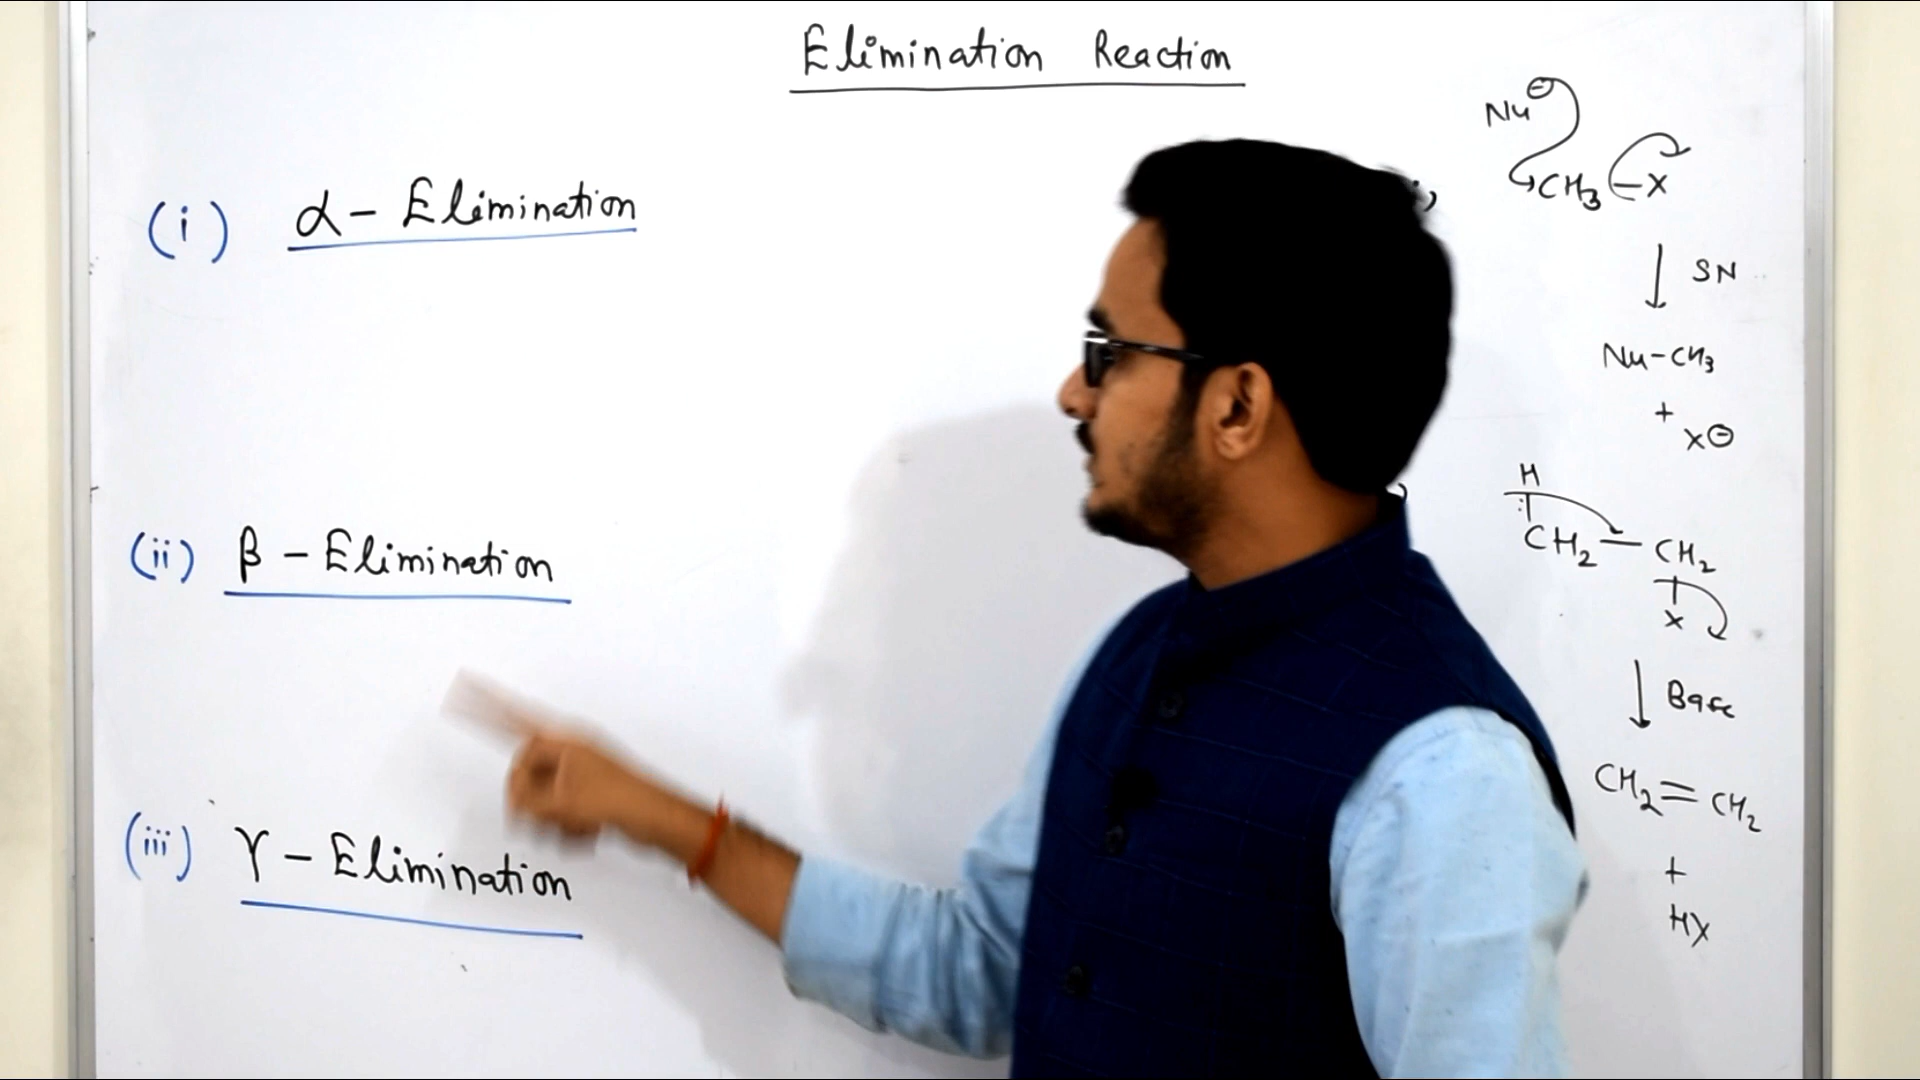 Elimination Reaction
(i) α - Elimination
(ii) β - Elimination
(iii) γ - Elimination
Nu⊖
CH3 - X
↓ SN
Nu-CH3
+
X⊖
H
CH2 - CH2
X
↓ Base
CH2 = CH2
+
HX